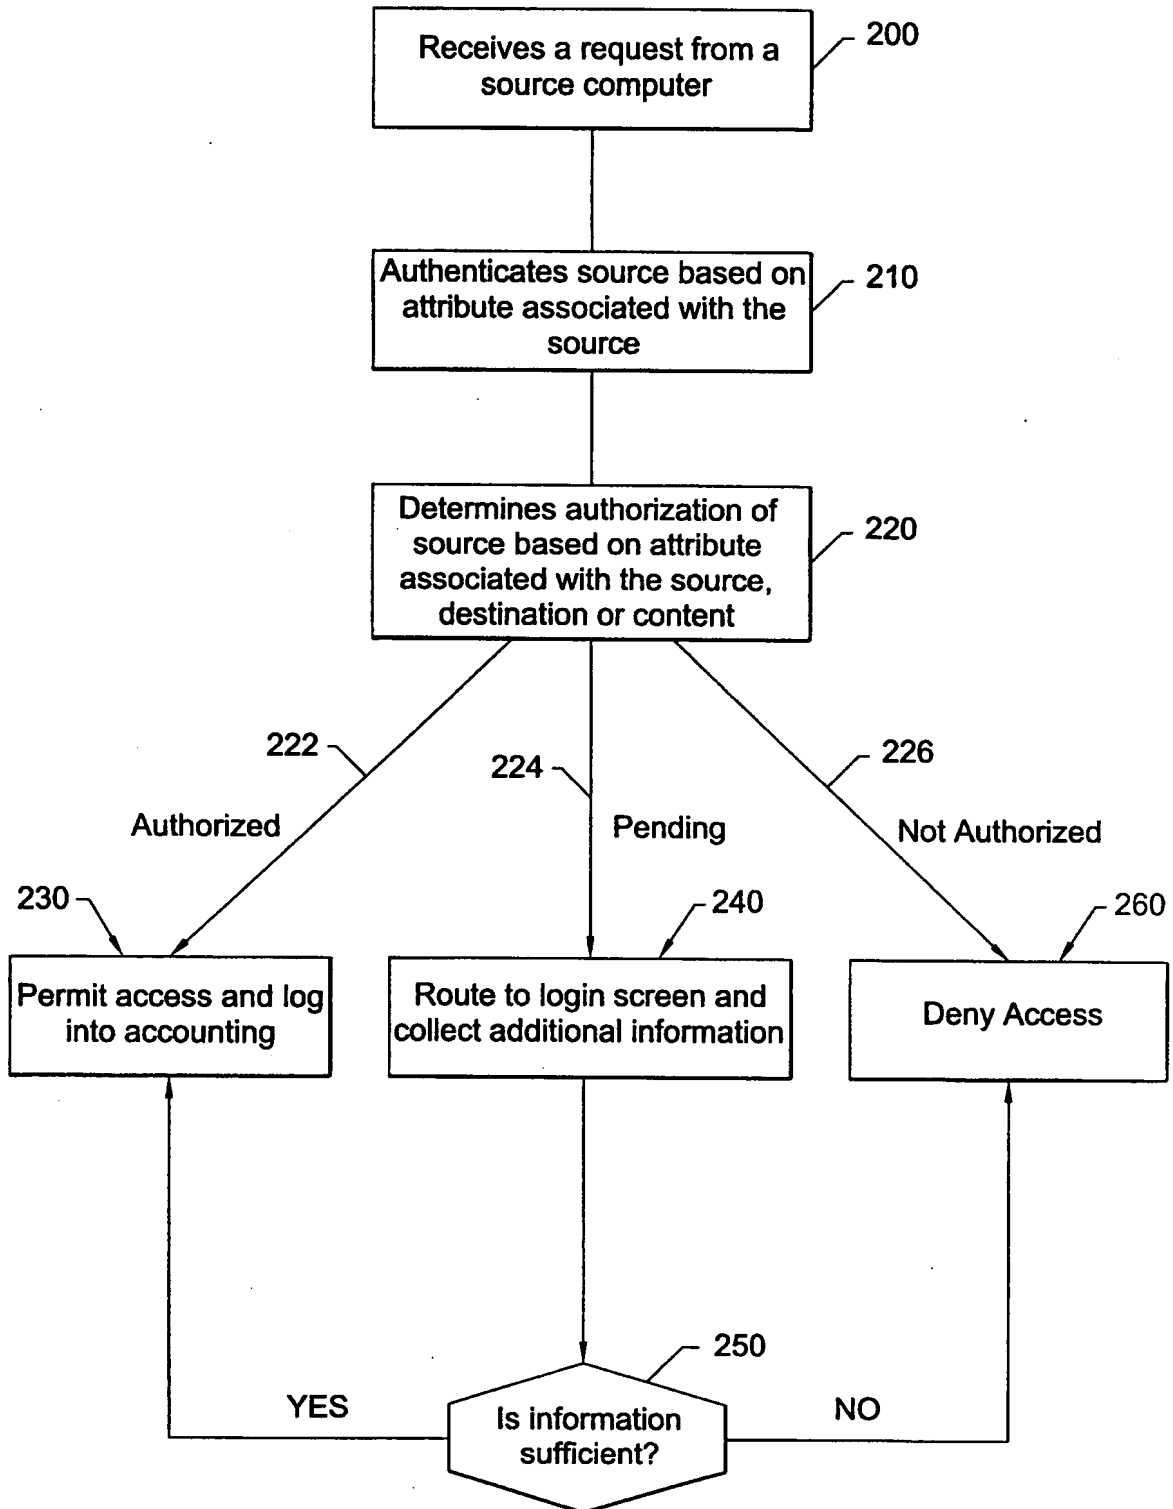 Receives a request from a
source computer
200
Authenticates source based on
attribute associated with the
source
210
Determines authorization of
source based on attribute
associated with the source,
destination or content
220
222
224
226
Authorized
Pending
Not Authorized
230
240
260
Permit access and log
into accounting
Route to login screen and
collect additional information
Deny Access
250
YES
NO
Is information
sufficient?